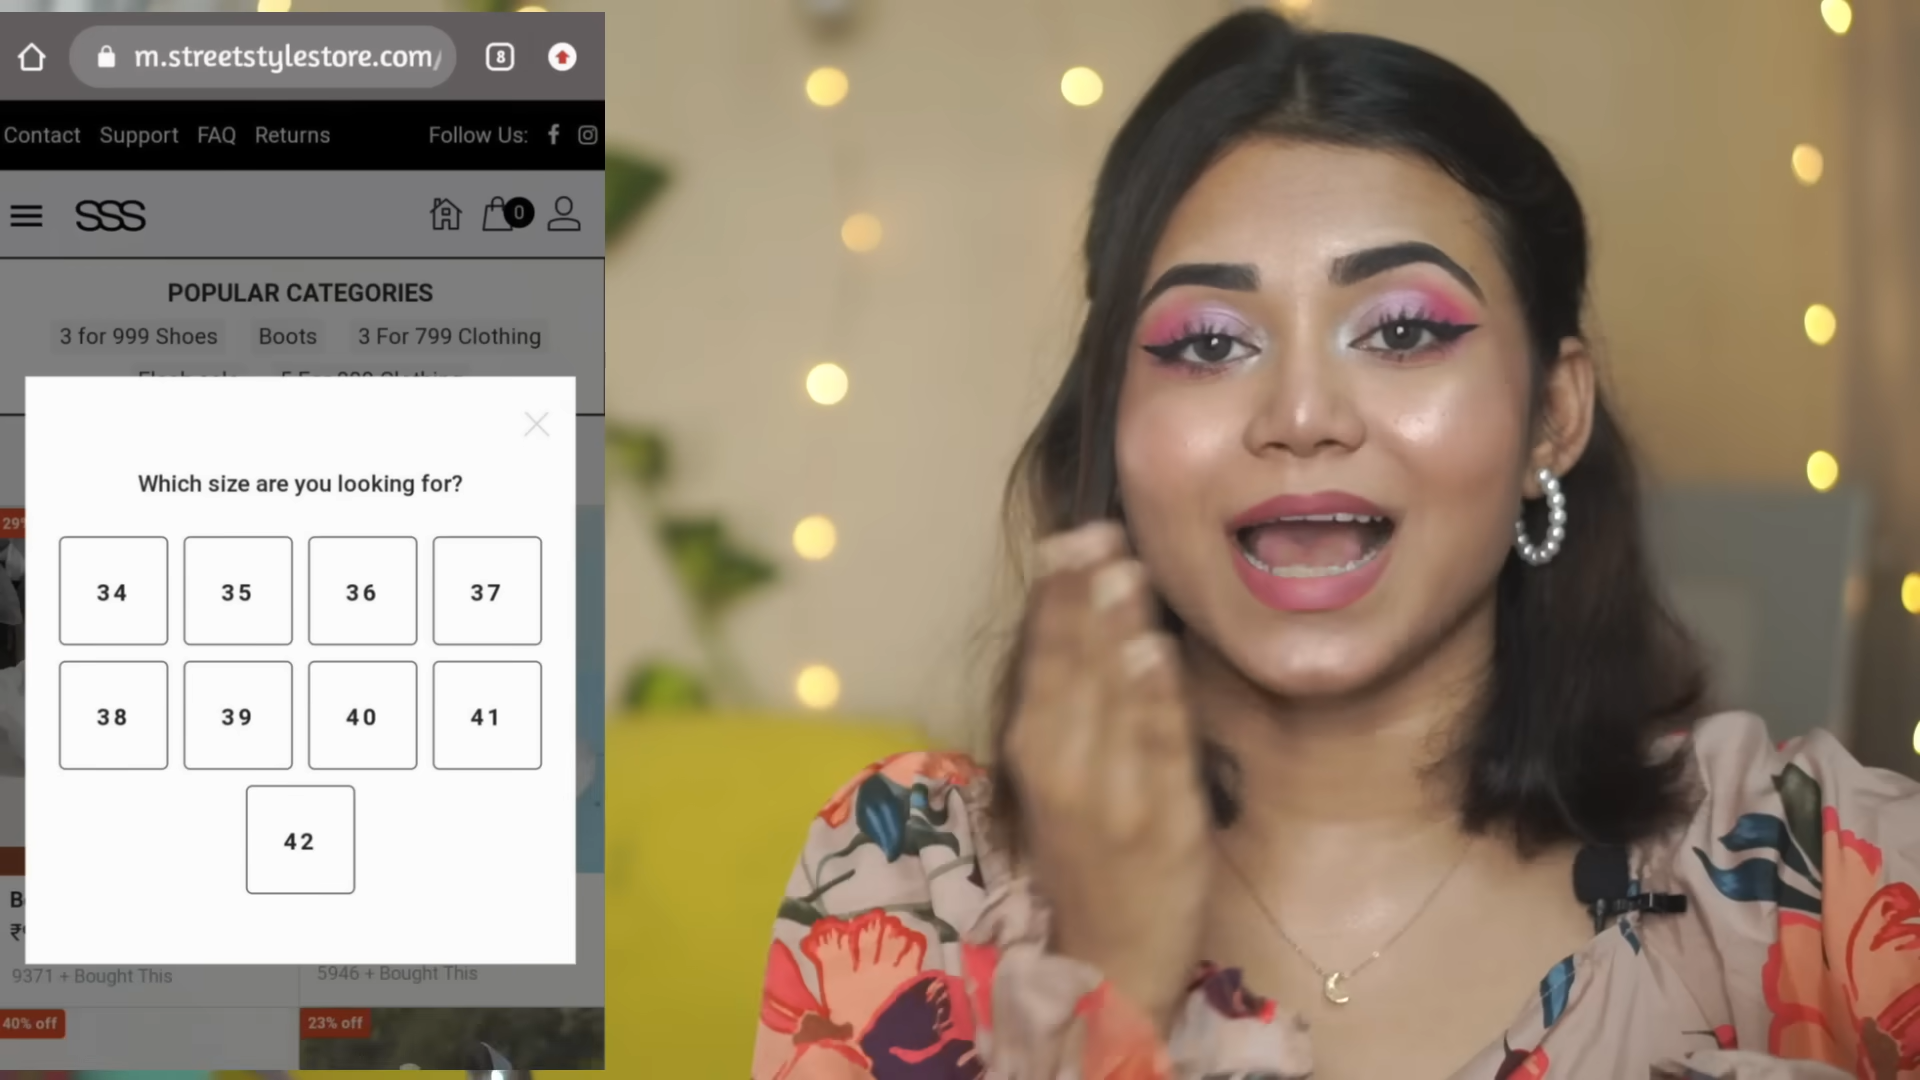 m.streetstylestore.com/
8
Contact Support FAQ Returns Follow Us:
SSS
0
POPULAR CATEGORIES
3 for 999 Shoes Boots 3 For 799 Clothing
Which size are you looking for?
34 35 36 37
38 39 40 41
42
9371 + Bought This
5946 + Bought This
40% off
23% off